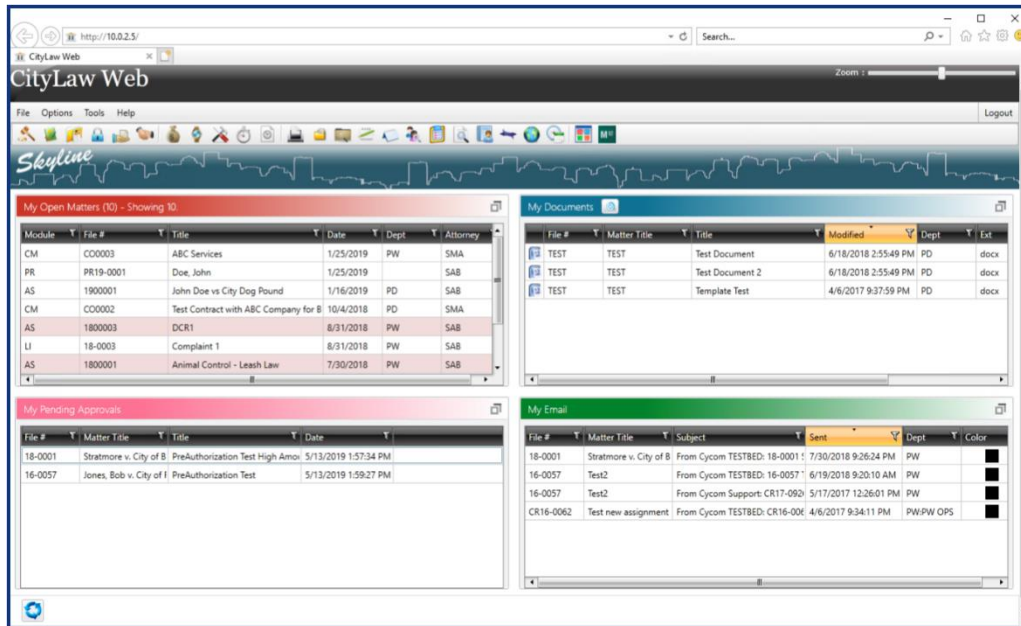 http://10.0.2.5/
Search...
CityLaw Web
CityLaw Web
Zoom :
File Options Tools Help
Logout
Skyline
My Open Matters (10) - Showing 10.
Module File # Title Date Dept Attorney
CM CO0003 ABC Services 1/25/2019 PW SMA
PR PR19-0001 Doe, John 1/25/2019 SAB
AS 1900001 John Doe vs City Dog Pound 1/16/2019 PD SAB
CM CO0002 Test Contract with ABC Company for B 10/4/2018 PD SMA
AS 1800003 DCR1 8/31/2018 PW SAB
LI 18-0003 Complaint 1 8/31/2018 PW SAB
AS 1800001 Animal Control - Leash Law 7/30/2018 PW SAB
My Documents
File # Matter Title Title Modified Dept Ext
TEST TEST Test Document 6/18/2018 2:55:49 PM PD docx
TEST TEST Test Document 2 6/18/2018 2:55:49 PM PD docx
TEST TEST Template Test 4/6/2017 9:37:59 PM PD docx
My Pending Approvals
File # Matter Title Title Date
18-0001 Stratmore v. City of B PreAuthorization Test High Amo 5/13/2019 1:57:34 PM
16-0057 Jones, Bob v. City of PreAuthorization Test 5/13/2019 1:59:27 PM
My Email
File # Matter Title Subject Sent Dept Color
18-0001 Stratmore v. City of B From Cycom TESTBED: 18-0001 7/30/2018 9:26:24 PM PW
16-0057 Test2 From Cycom TESTBED: 16-0057 6/19/2018 9:20:10 AM PW
16-0057 Test2 From Cycom Support: CR17-092 5/17/2017 12:26:01 PM PW
CR16-0062 Test new assignment From Cycom TESTBED: CR16-006 4/6/2017 9:34:11 PM PW:PW OPS